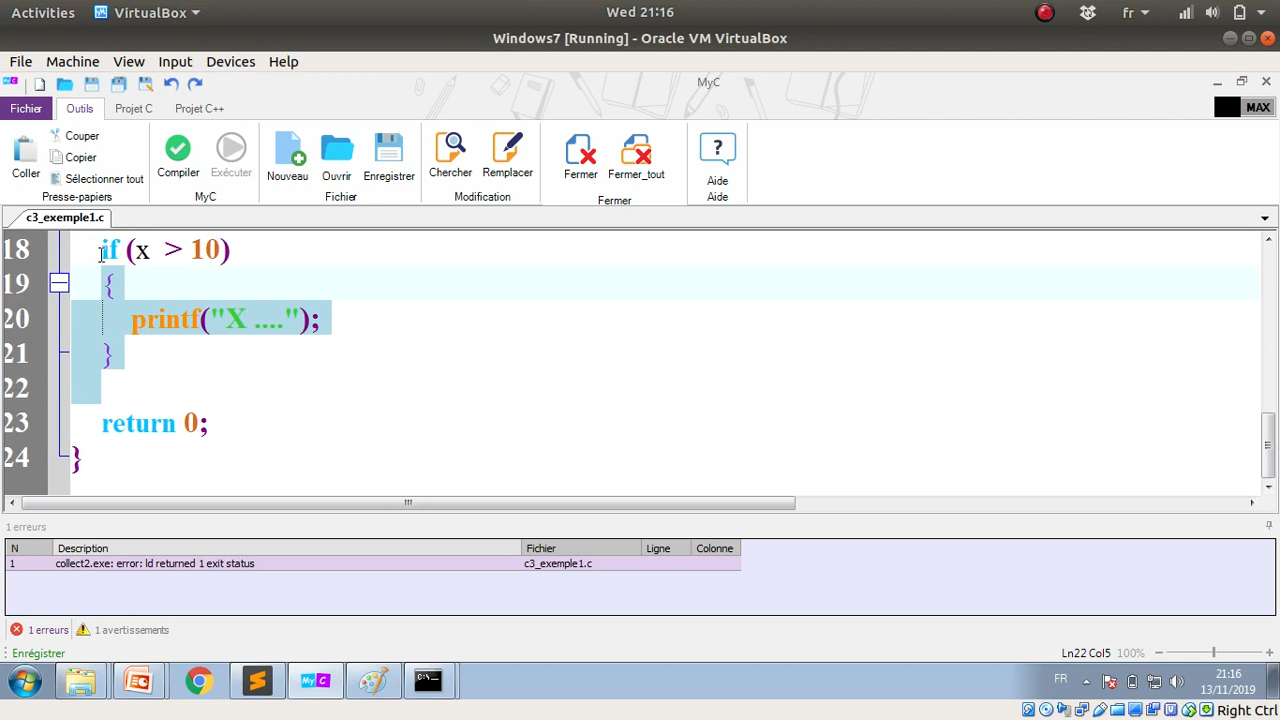 Activities VirtualBox Wed 21:16 fr
Windows7 [Running] - Oracle VM VirtualBox
File Machine View Input Devices Help
MyC
Fichier Outils Projet C Projet C++ MAX
Couper
Copier
Sélectionner tout
Coller
Compiler Exécuter Nouveau Ouvrir Enregistrer Chercher Remplacer Fermer Fermer_tout Aide
Presse-papiers MyC Fichier Modification Fermer Aide
c3_exemple1.c
18 if (x > 10)
19 {
20 printf("X ....");
21 }
22
23 return 0;
24 }
1 erreurs
N Description Fichier Ligne Colonne
1 collect2.exe: error: ld returned 1 exit status c3_exemple1.c
1 erreurs 1 avertissements
Enrégistrer Ln22 Col5 100%
FR 21:16
13/11/2019
Right Ctrl